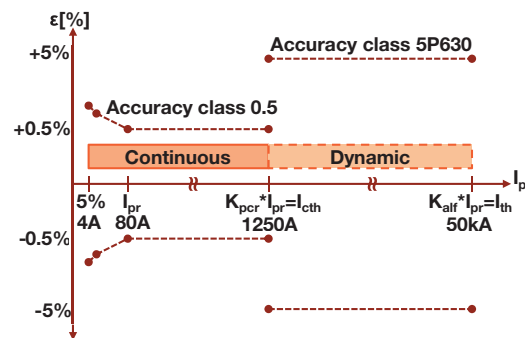 ε[%]
+5%
Accuracy class 5P630
Accuracy class 0.5
+0.5%
Continuous
Dynamic
Ip
5%
Ipr
Kpcr*Ipr=Icth
Kalf*Ipr=Ith
4A
80A
1250A
50kA
-0.5%
-5%